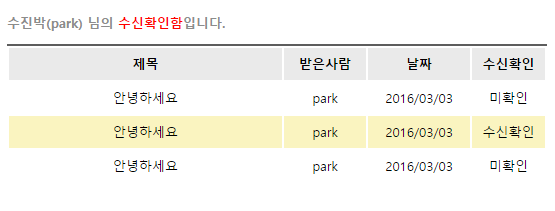 수진박(park) 님의 수신확인함입니다.
제목 받은사람 날짜 수신확인
안녕하세요 park 2016/03/03 미확인
안녕하세요 park 2016/03/03 수신확인
안녕하세요 park 2016/03/03 미확인